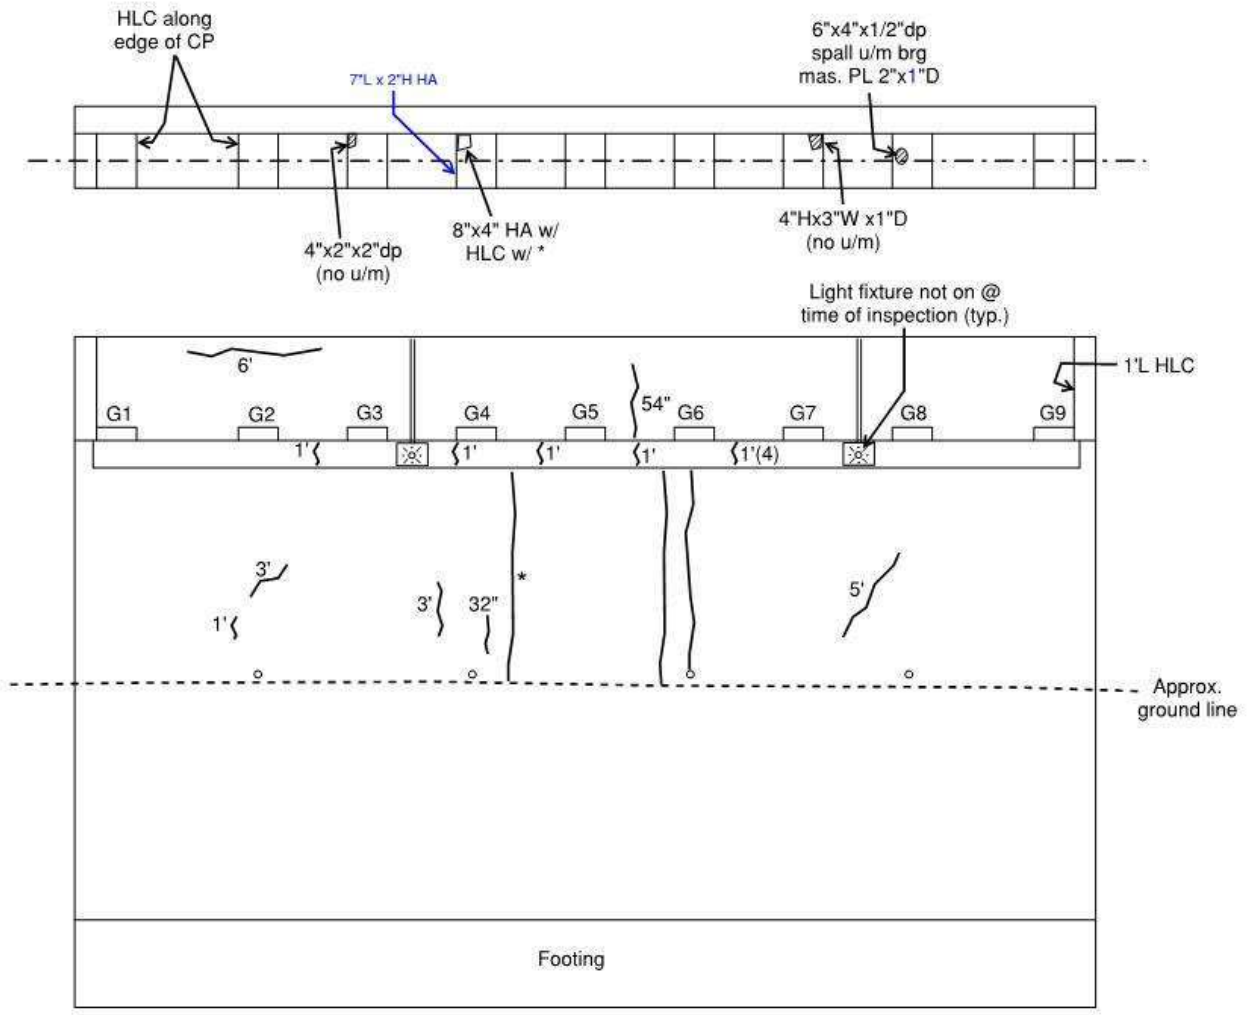 HLC along
edge of CP
7"L x 2"H HA
6"x4"x1/2"dp
spall u/m brg
mas. PL 2"x1"D
4"x2"x2"dp
(no u/m)
8"x4" HA w/
HLC w/ *
4"Hx3"W x1"D
(no u/m)
Light fixture not on @
time of inspection (typ.)
6'
54"
1'L HLC
G1
G2
G3
G4
G5
G6
G7
G8
G9
1'
1'
1'
1'
1'(4)
3'
1'
3'
32"
*
5'
Approx.
ground line
Footing